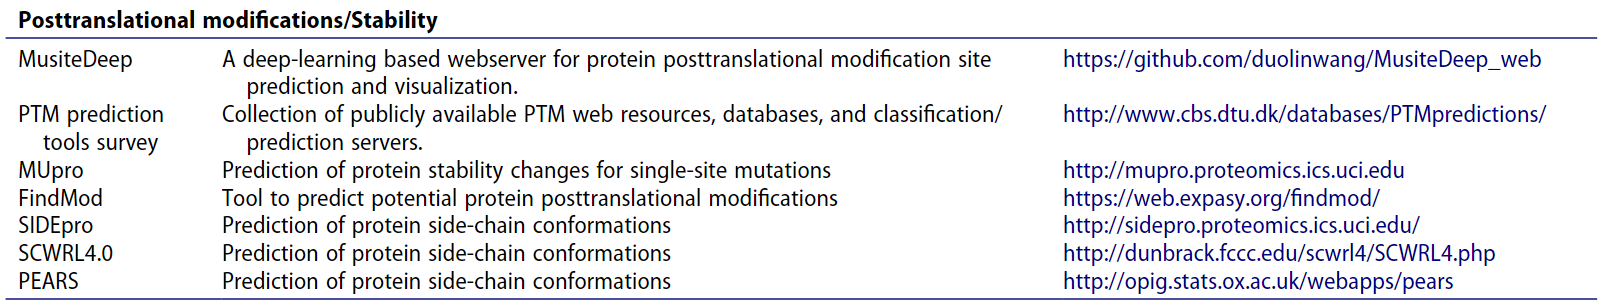 Posttranslational modifications/Stability
MusiteDeep A deep-learning based webserver for protein posttranslational modification site https://github.com/duolinwang/MusiteDeep_web
prediction and visualization.
PTM prediction Collection of publicly available PTM web resources, databases, and classification/ http://www.cbs.dtu.dk/databases/PTMpredictions/
tools survey prediction servers.
MUpro Prediction of protein stability changes for single-site mutations http://mupro.proteomics.ics.uci.edu
FindMod Tool to predict potential protein posttranslational modifications https://web.expasy.org/findmod/
SIDEpro Prediction of protein side-chain conformations http://sidepro.proteomics.ics.uci.edu/
SCWRL4.0 Prediction of protein side-chain conformations http://dunbrack.fccc.edu/scwrl4/SCWRL4.php
PEARS Prediction of protein side-chain conformations http://opig.stats.ox.ac.uk/webapps/pears